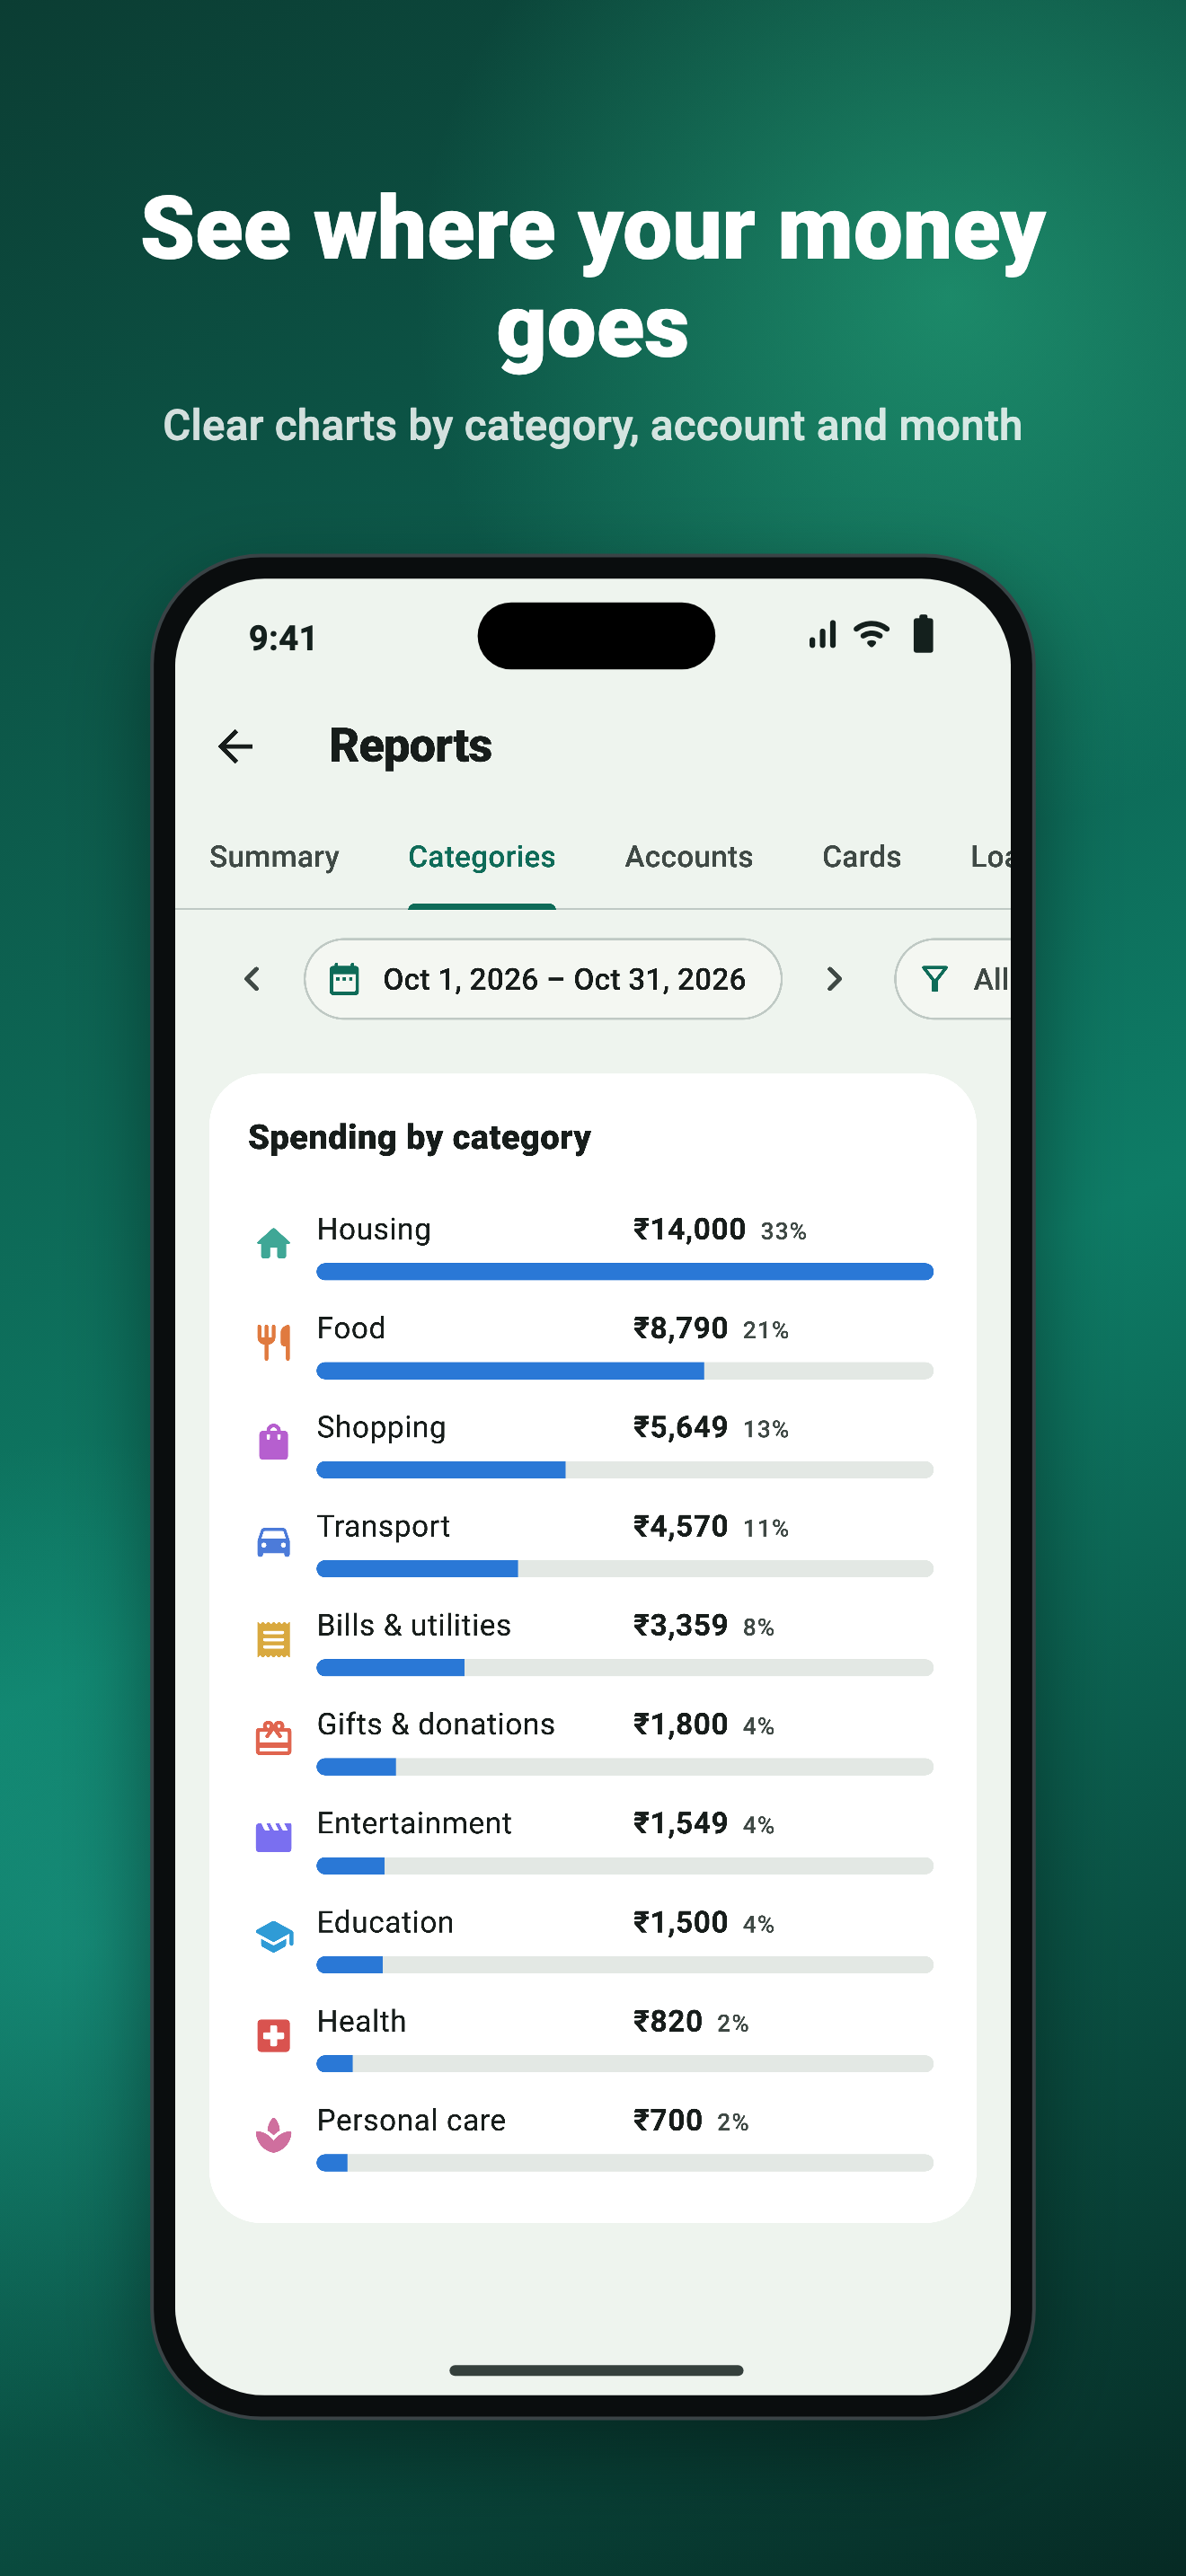 See where your money
goes
Clear charts by category, account and month
9:41
Reports
Summary Categories Accounts Cards Loa
Oct 1, 2026 – Oct 31, 2026 All
Spending by category
Housing ₹14,000 33%
Food ₹8,790 21%
Shopping ₹5,649 13%
Transport ₹4,570 11%
Bills & utilities ₹3,359 8%
Gifts & donations ₹1,800 4%
Entertainment ₹1,549 4%
Education ₹1,500 4%
Health ₹820 2%
Personal care ₹700 2%